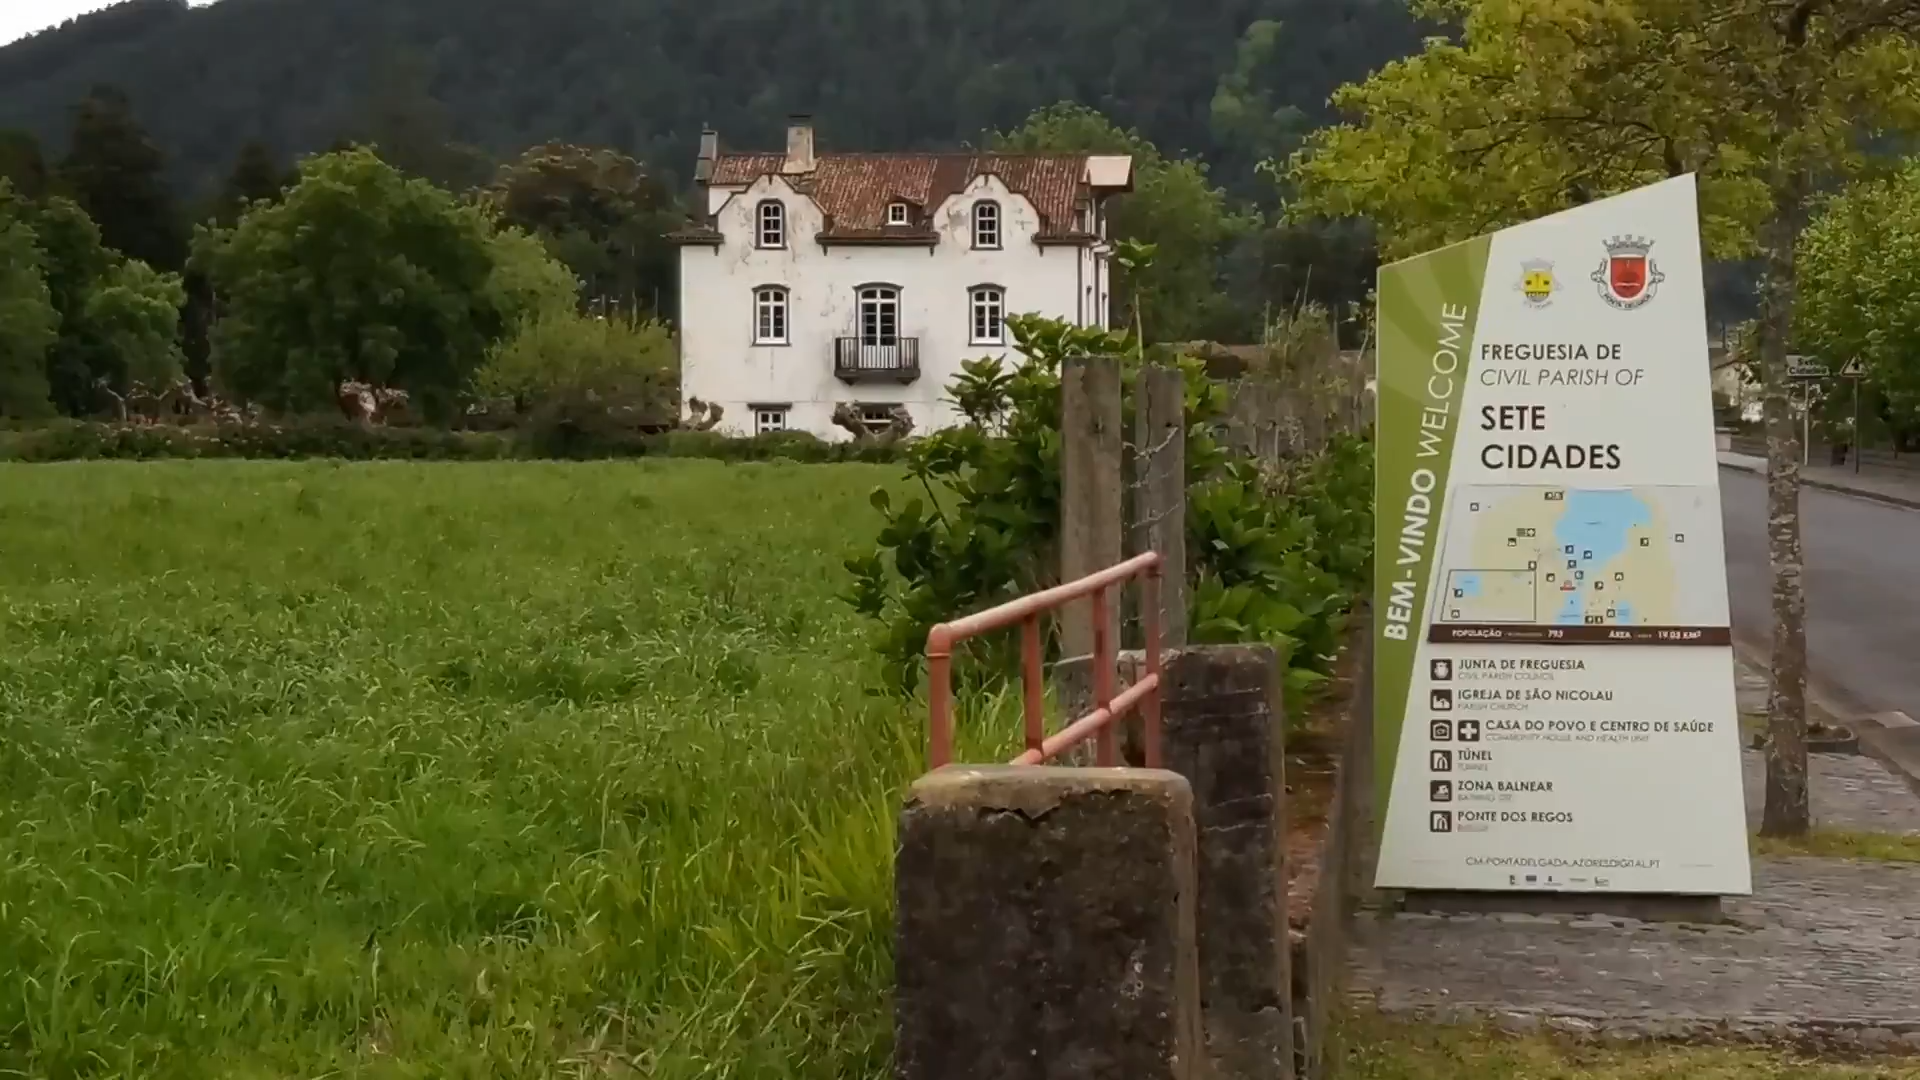 BEM-VINDO WELCOME
FREGUESIA DE
CIVIL PARISH OF
SETE
CIDADES
POPULAÇÃO 793 ÁREA 19.03 KM²
JUNTA DE FREGUESIA
CIVIL PARISH COUNCIL
IGREJA DE SÃO NICOLAU
PARISH CHURCH
CASA DO POVO E CENTRO DE SAÚDE
COMMUNITY HOUSE AND HEALTH UNIT
TÚNEL
TUNNEL
ZONA BALNEAR
BATHING SITE
PONTE DOS REGOS
BRIDGE
CM-PONTADELGADA.AZORESDIGITAL.PT